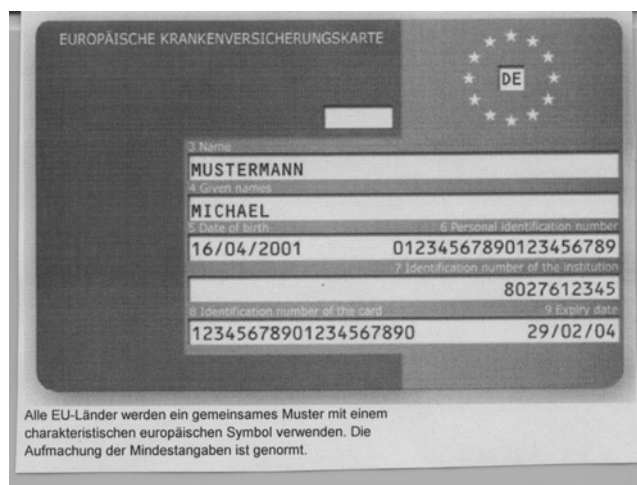 EUROPÄISCHE KRANKENVERSICHERUNGSKARTE
DE
3 Name
MUSTERMANN
4 Given names
MICHAEL
5 Date of birth 6 Personal identification number
16/04/2001 01234567890123456789
7 Identification number of the institution
8027612345
8 Identification number of the card 9 Expiry date
12345678901234567890 29/02/04
Alle EU-Länder werden ein gemeinsames Muster mit einem
charakteristischen europäischen Symbol verwenden. Die
Aufmachung der Mindestangaben ist genormt.